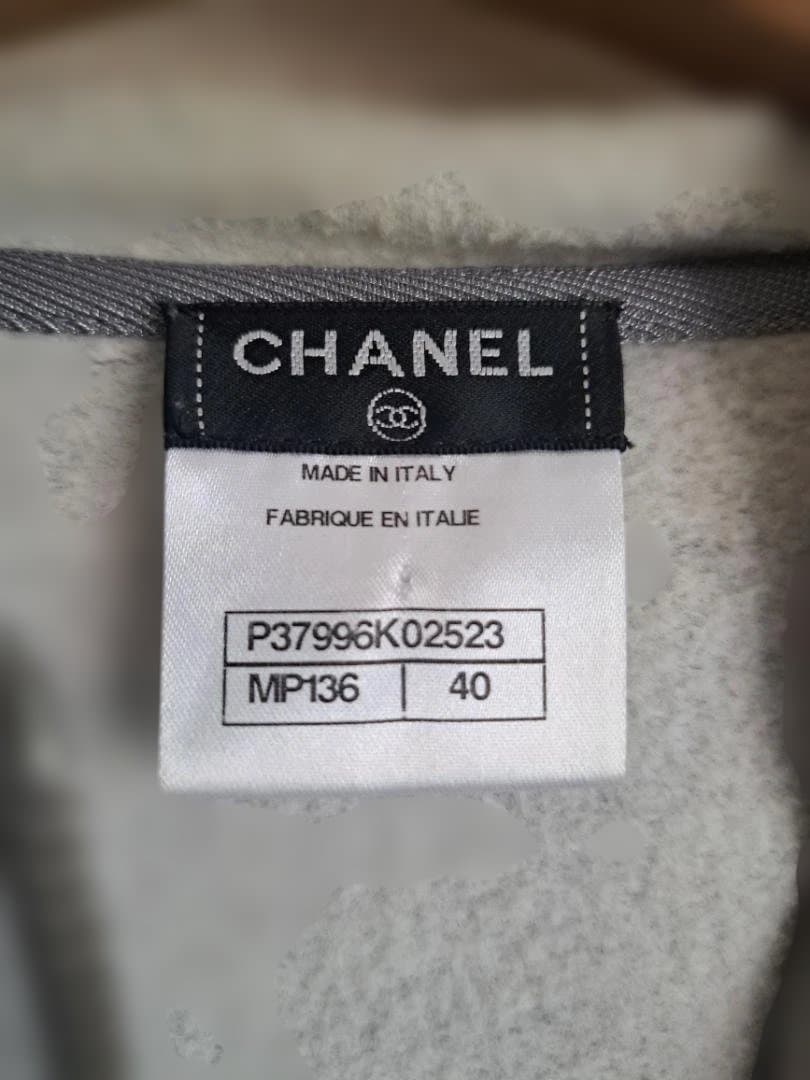 CHANEL
MADE IN ITALY
FABRIQUE EN ITALIE
P37996K02523
MP136 40